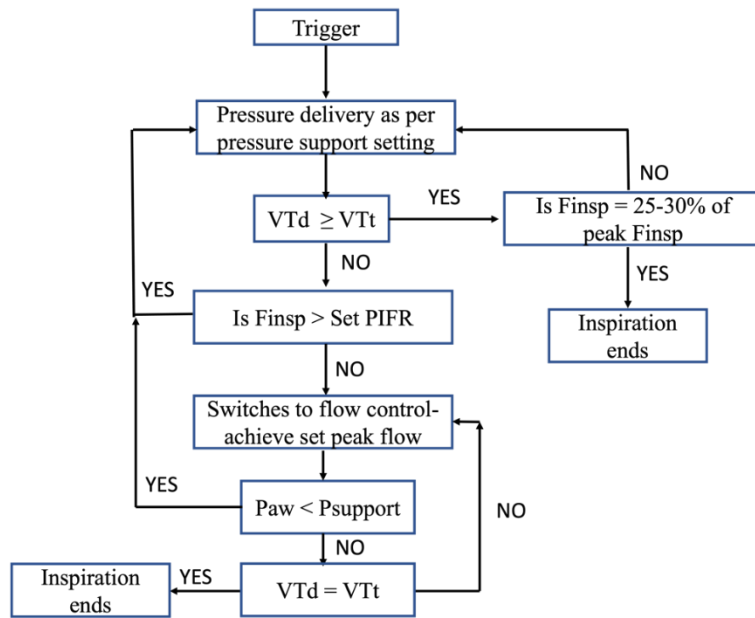 Trigger
Pressure delivery as per
pressure support setting
NO
YES
VTd ≥ VTt
Is Finsp = 25-30% of
peak Finsp
NO
YES
YES
Is Finsp > Set PIFR
Inspiration
ends
NO
Switches to flow control-
achieve set peak flow
YES
Paw < Psupport
NO
NO
Inspiration
ends
YES
VTd = VTt